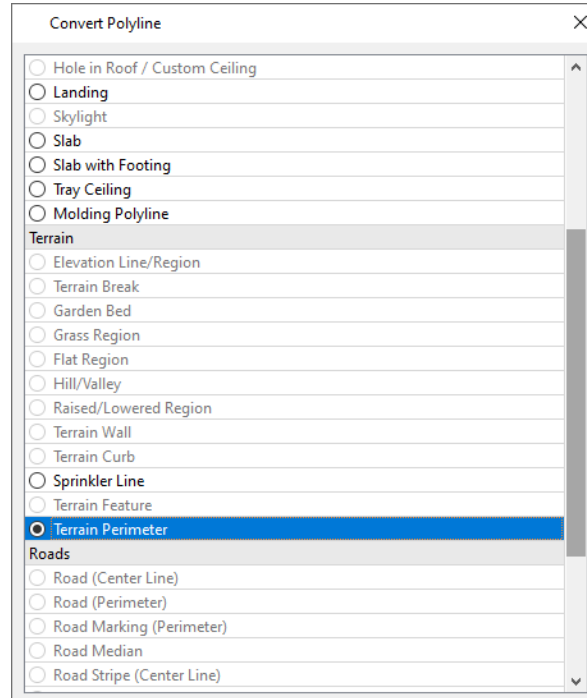 Convert Polyline
Hole in Roof / Custom Ceiling
Landing
Skylight
Slab
Slab with Footing
Tray Ceiling
Molding Polyline
Terrain
Elevation Line/Region
Terrain Break
Garden Bed
Grass Region
Flat Region
Hill/Valley
Raised/Lowered Region
Terrain Wall
Terrain Curb
Sprinkler Line
Terrain Feature
Terrain Perimeter
Roads
Road (Center Line)
Road (Perimeter)
Road Marking (Perimeter)
Road Median
Road Stripe (Center Line)